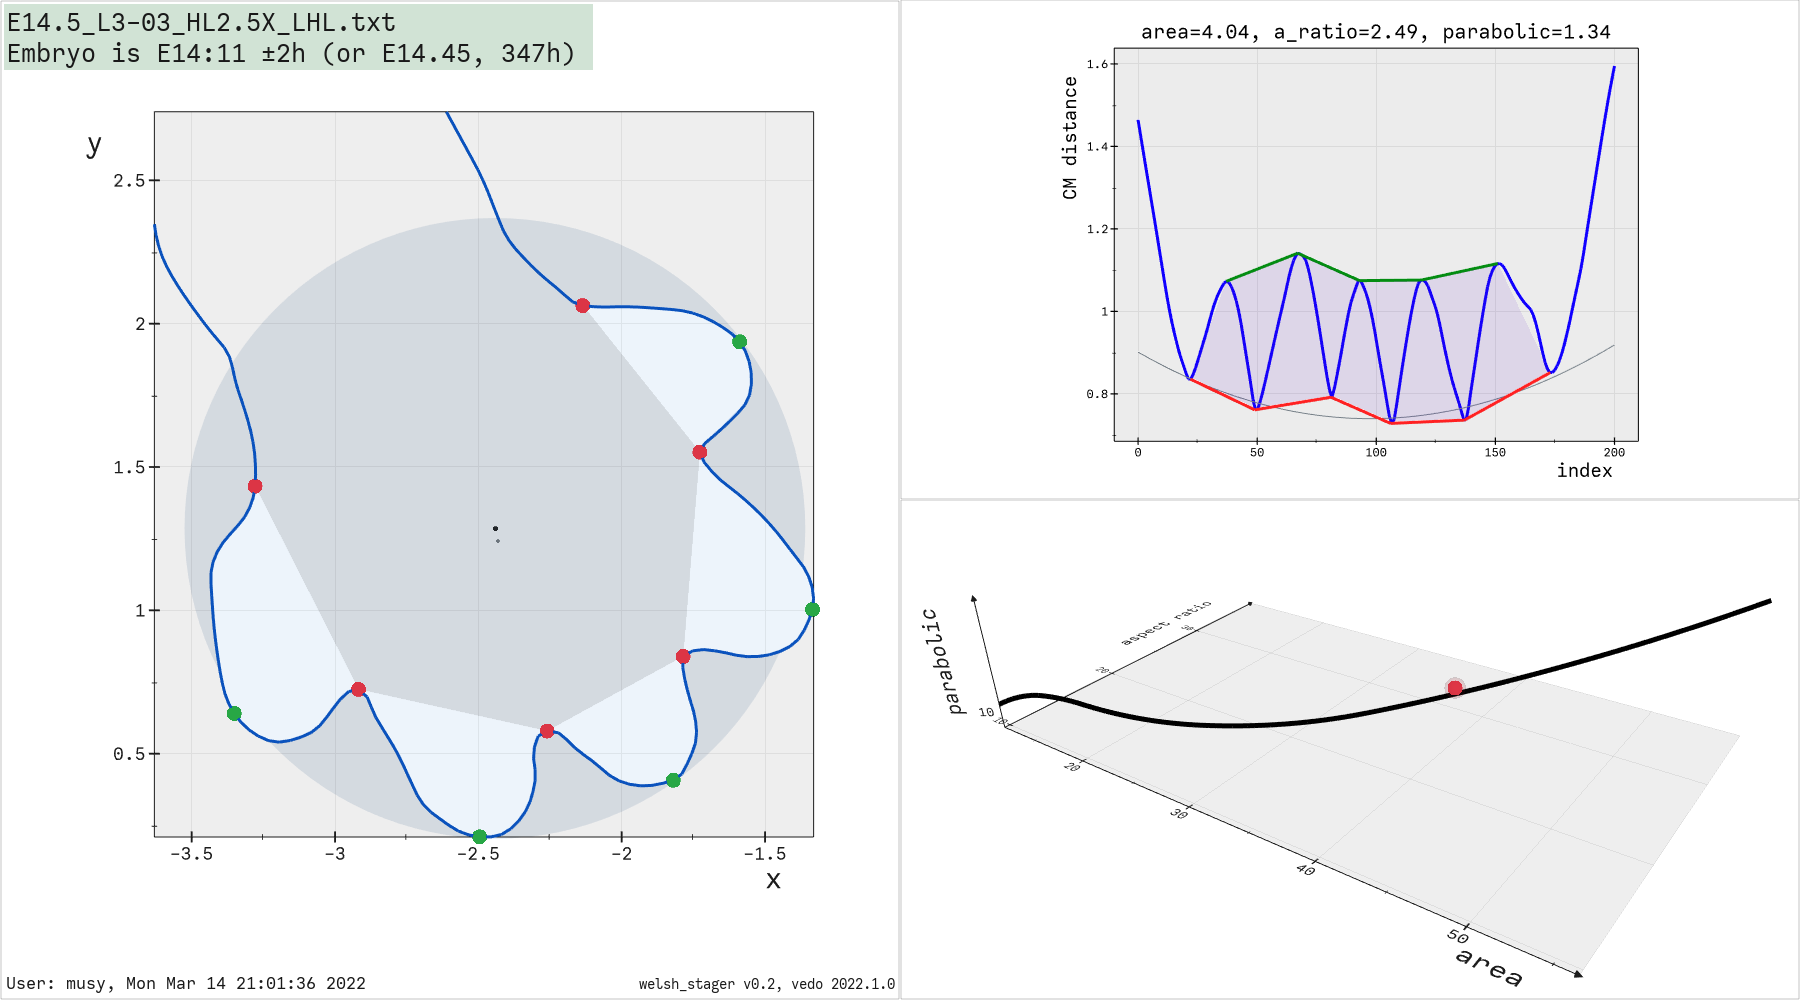 E14.5_L3-03_HL2.5X_LHL.txt
Embryo is E14:11 ±2h (or E14.45, 347h)
y
2.5
2
1.5
1
0.5
-3.5 -3 -2.5 -2 -1.5
x
User: musy, Mon Mar 14 21:01:36 2022
welsh_stager v0.2, vedo 2022.1.0
area=4.04, a_ratio=2.49, parabolic=1.34
CM distance
1.6
1.4
1.2
1
0.8
0 50 100 150 200
index
parabolic
aspect ratio
30
20
10
10
20
30
40
50
area